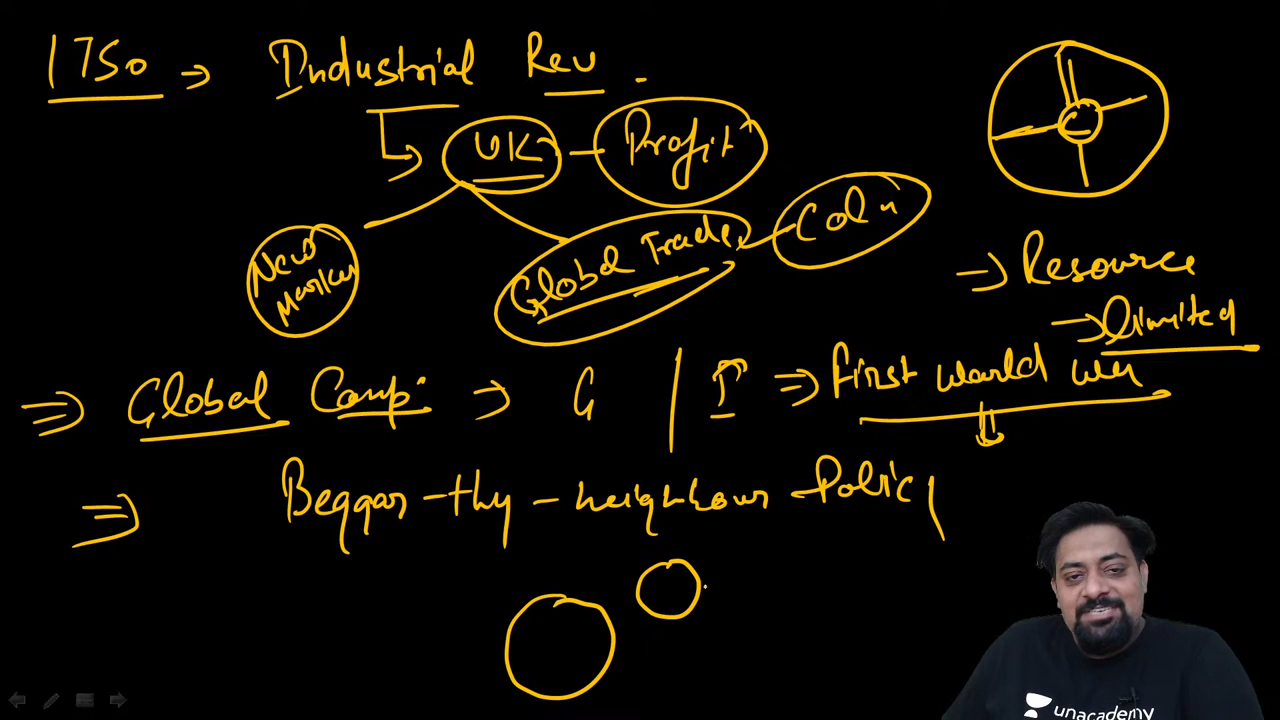 1750 → Industrial Rev.
UK — Profit
New Market
Global Trade — Coln
C
⇒ Resource
→ limited
⇒ Global Comp: → G | I ⇒ First World War
⇒ Beggar-thy-neighbour Policy
unacademy